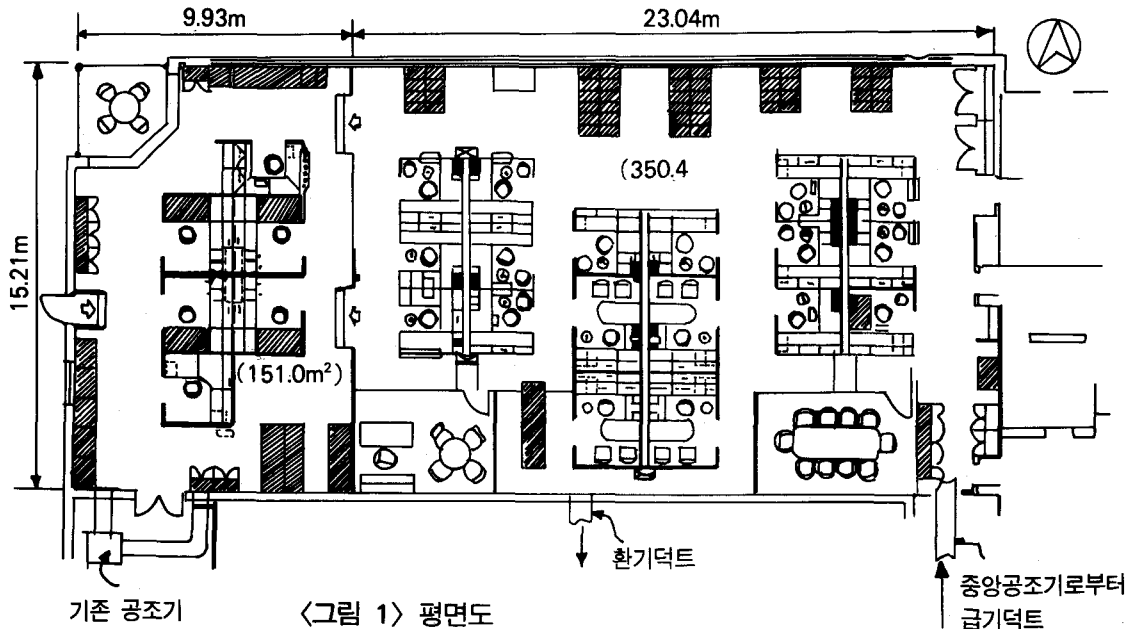 9.93m
23.04m
15.21m
(350.4
(151.0m²)
환기덕트
기존 공조기
중앙공조기로부터
급기덕트
〈그림 1〉 평면도